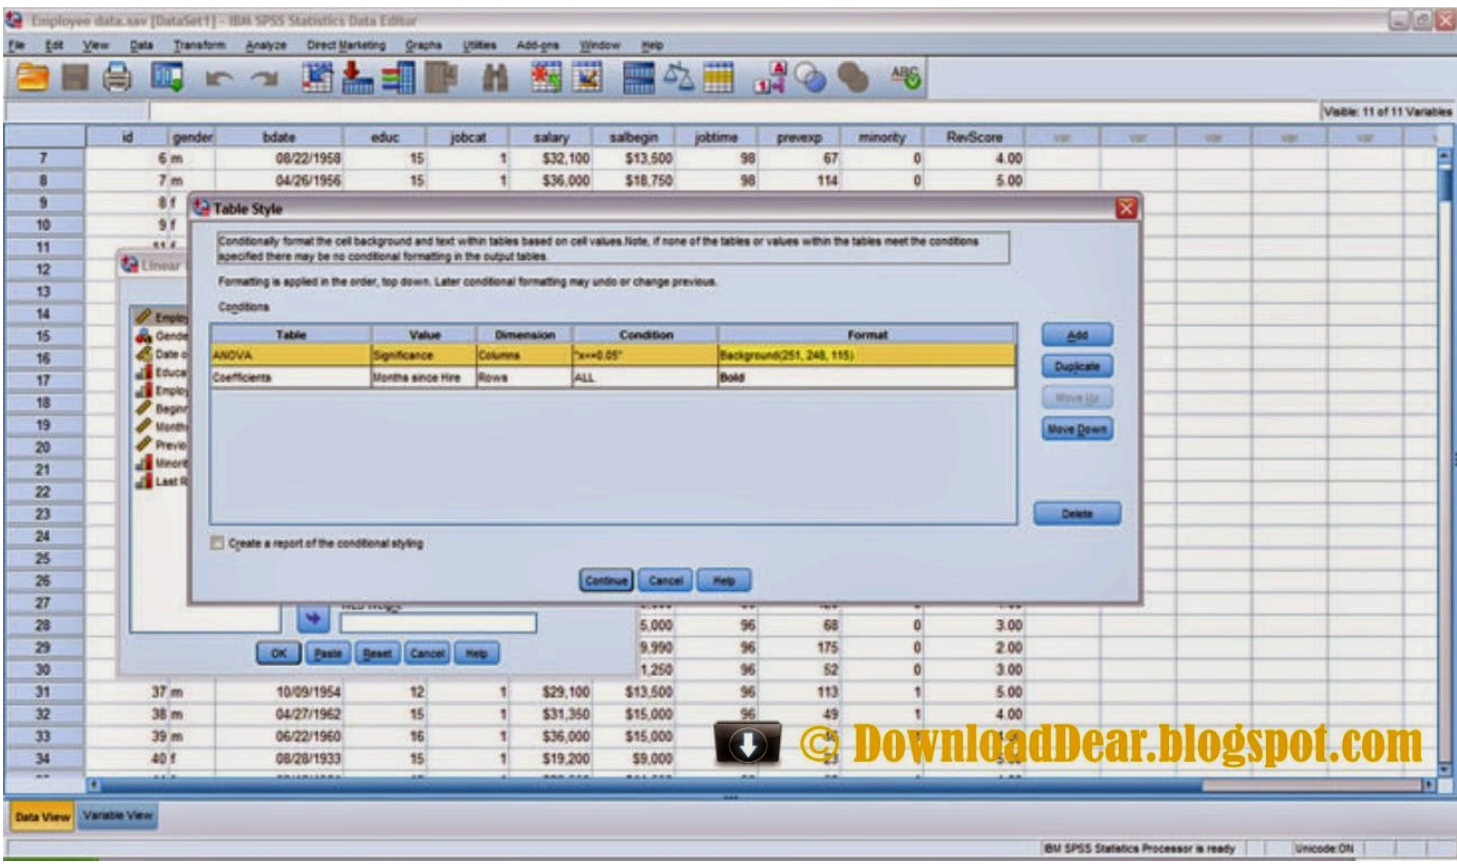 Employee data.sav [DataSet1] - IBM SPSS Statistics Data Editor
File Edit View Data Transform Analyze Direct Marketing Graphs Utilities Add-ons Window Help
Visible: 11 of 11 Variables
id gender bdate educ jobcat salary salbegin jobtime prevexp minority RevScore var var var var var
7 6 m 08/22/1958 15 1 $32,100 $13,500 98 67 0 4.00
8 7 m 04/26/1956 15 1 $36,000 $18,750 98 114 0 5.00
9 8 f
10 9 f
11
12
13
14
15
16
17
18
19
20
21
22
23
24
25
26
27
28 5,000 96 68 0 3.00
29 9,990 96 175 0 2.00
30 1,250 96 52 0 3.00
31 37 m 10/09/1954 12 1 $29,100 $13,500 96 113 1 5.00
32 38 m 04/27/1962 15 1 $31,350 $15,000 96 49 1 4.00
33 39 m 06/22/1960 16 1 $36,000 $15,000
34 40 f 08/28/1933 15 1 $19,200 $9,000 23
Linear
Employ
Gende
Date o
Educa
Employ
Beginn
Months
Previo
Minorit
Last R
OK Paste Reset Cancel Help
Table Style
Conditionally format the cell background and text within tables based on cell values.Note, if none of the tables or values within the tables meet the conditions
specified there may be no conditional formatting in the output tables.
Formatting is applied in the order, top down. Later conditional formatting may undo or change previous.
Conditions
Table Value Dimension Condition Format
ANOVA Significance Columns "x<=0.05" Background(251, 248, 115)
Coefficients Months since Hire Rows ALL Bold
Add
Duplicate
Move Up
Move Down
Delete
Create a report of the conditional styling
Continue Cancel Help
© DownloadDear.blogspot.com
Data View Variable View
IBM SPSS Statistics Processor is ready Unicode:ON